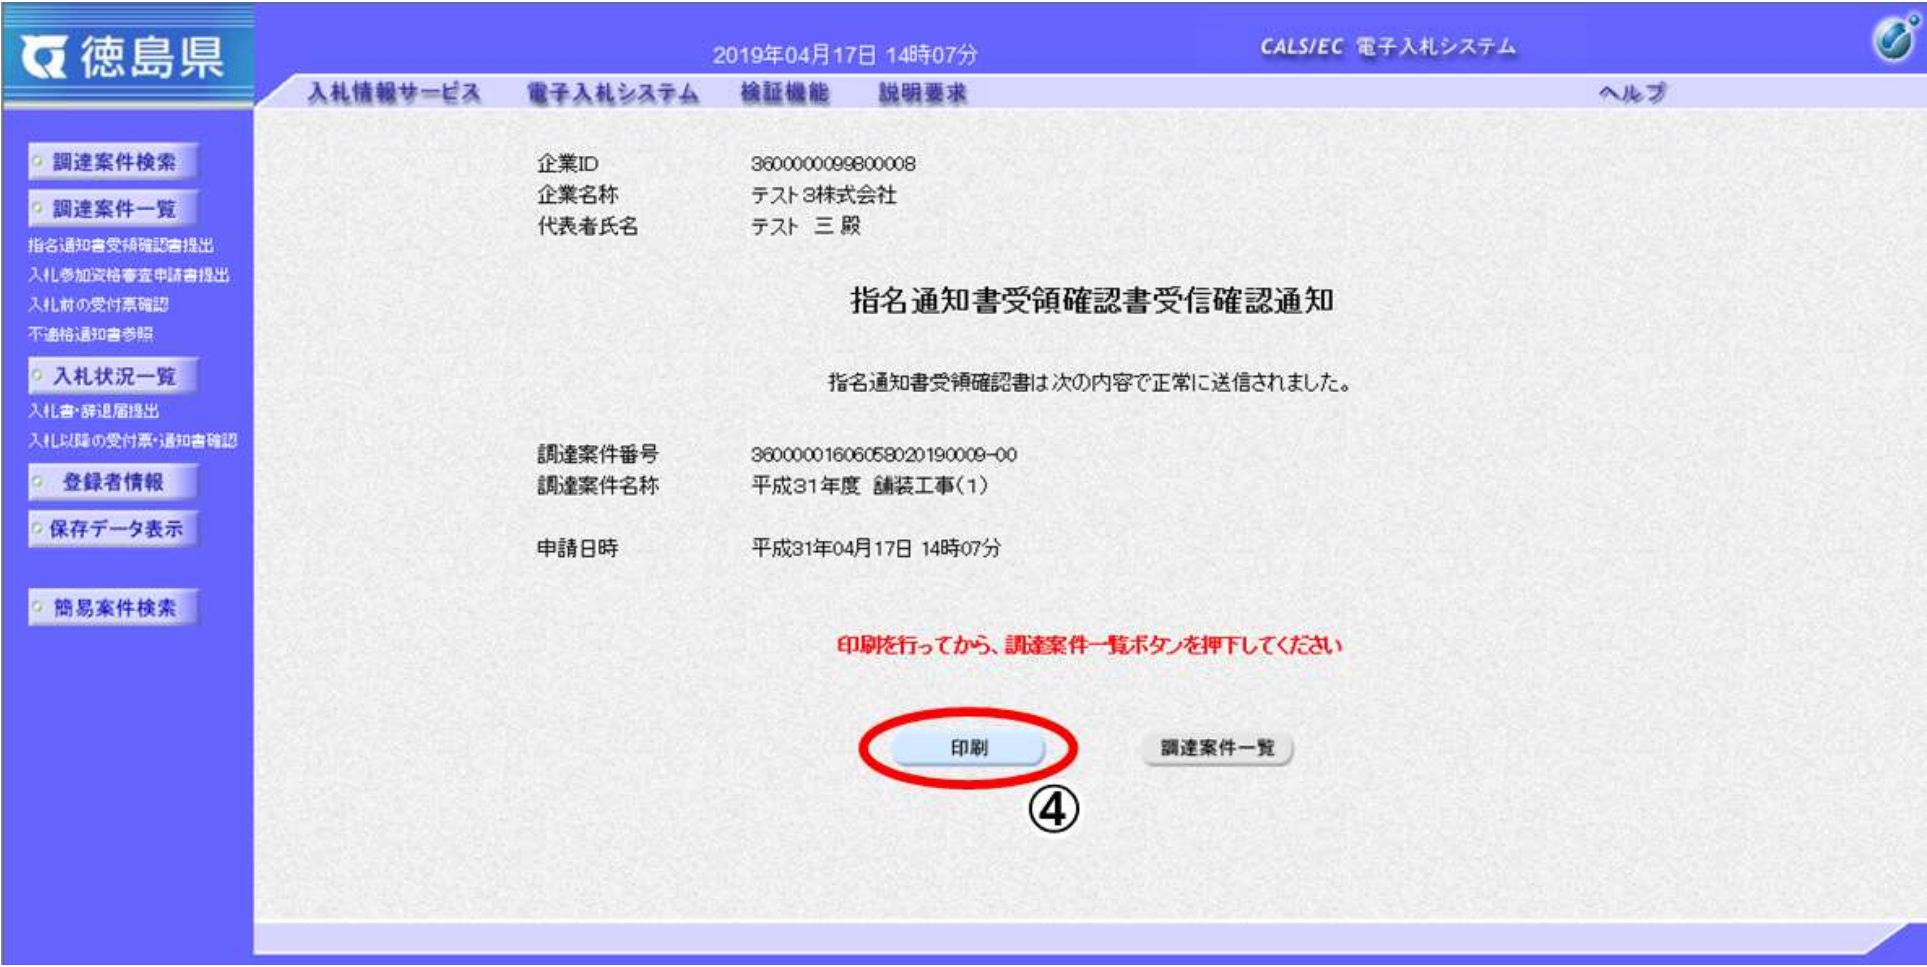 徳島県
2019年04月17日 14時07分
CALS/EC 電子入札システム
入札情報サービス 電子入札システム 検証機能 説明要求 ヘルプ
調達案件検索
調達案件一覧
指名通知書受領確認書提出
入札参加資格審査申請書提出
入札前の受付票確認
不適格通知書参照
入札状況一覧
入札書・辞退届提出
入札以降の受付票・通知書確認
登録者情報
保存データ表示
簡易案件検索
企業ID 3600000099800008
企業名称 テスト3株式会社
代表者氏名 テスト 三 殿
指名通知書受領確認書受信確認通知
指名通知書受領確認書は次の内容で正常に送信されました。
調達案件番号 36000001606058020190009-00
調達案件名称 平成31年度 舗装工事(1)
申請日時 平成31年04月17日 14時07分
印刷を行ってから、調達案件一覧ボタンを押下してください
印刷 調達案件一覧
④